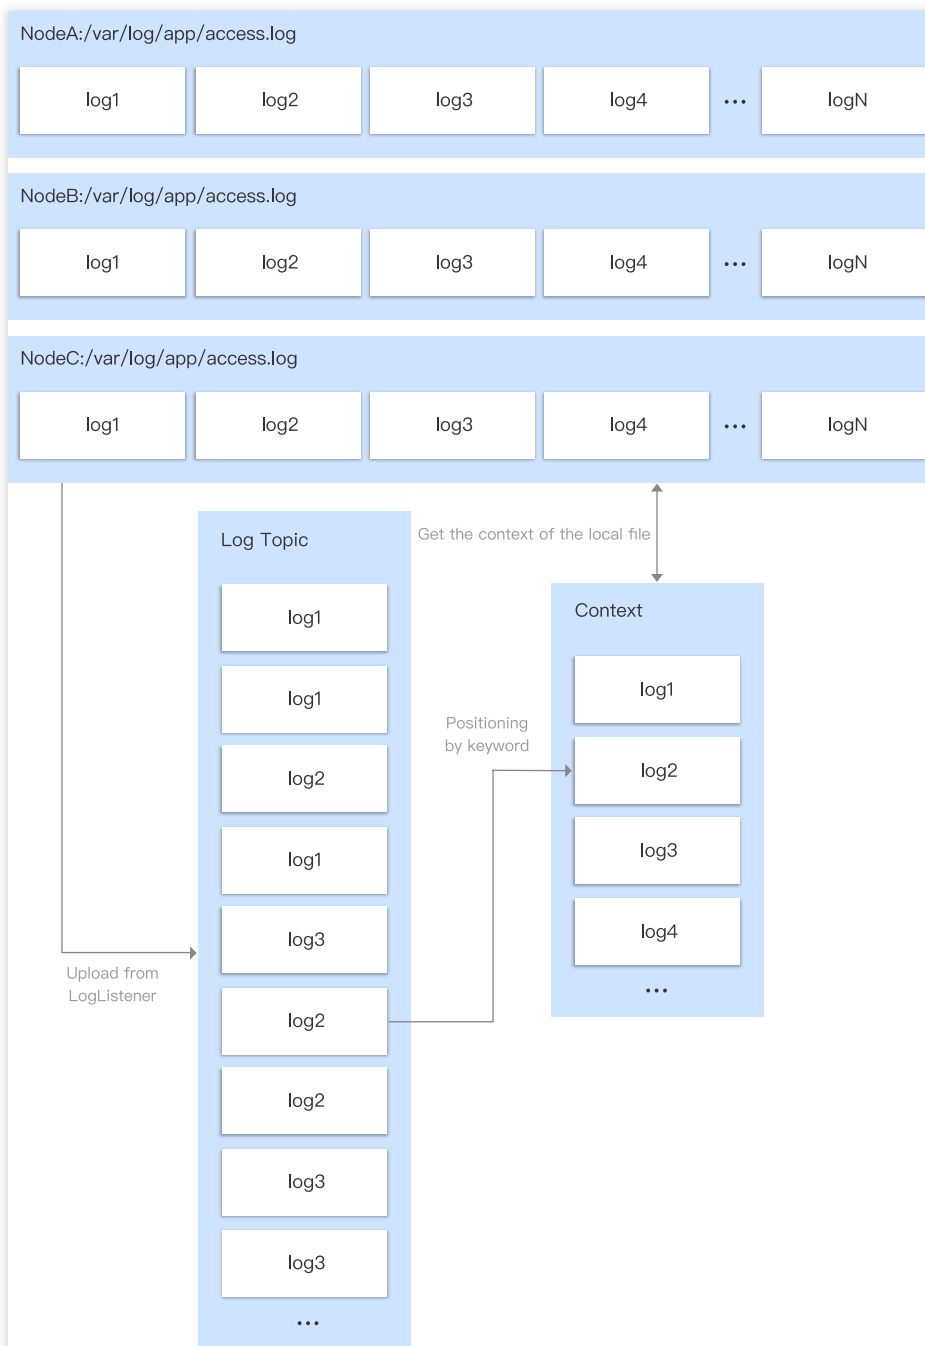 NodeA:/var/log/app/access.log
log1 log2 log3 log4 ... logN
NodeB:/var/log/app/access.log
log1 log2 log3 log4 ... logN
NodeC:/var/log/app/access.log
log1 log2 log3 log4 ... logN
Get the context of the local file
Upload from
LogListener
Log Topic
log1
log1
log2
log1
log3
log2
log2
log3
log3
...
Positioning
by keyword
Context
log1
log2
log3
log4
...